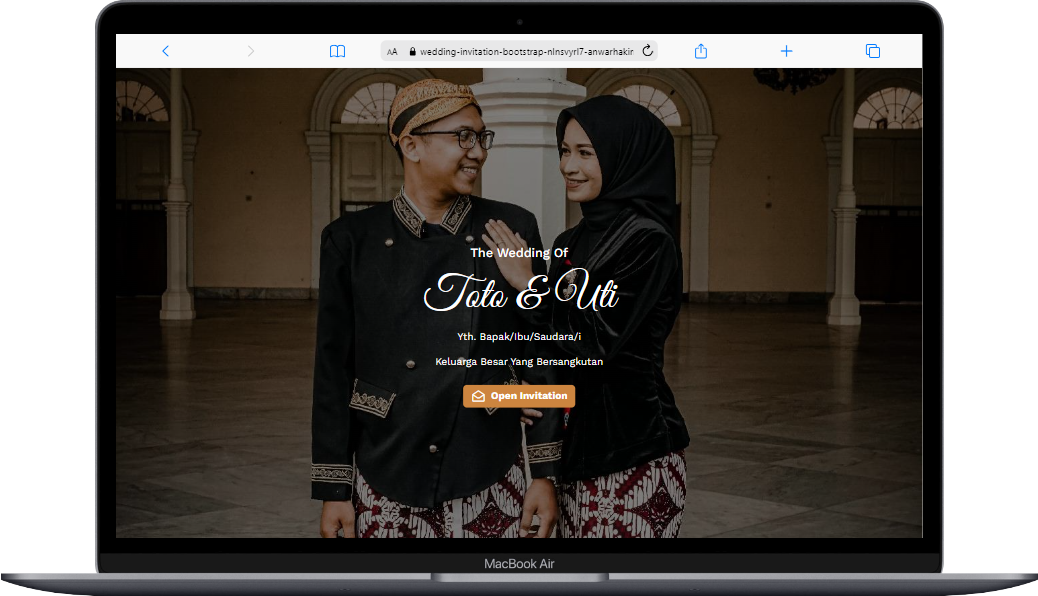 AA wedding-invitation-bootstrap-nlnsvyrl7-anwarhakin
The Wedding Of
Toto & Uti
Yth. Bapak/Ibu/Saudara/i
Keluarga Besar Yang Bersangkutan
Open Invitation
MacBook Air